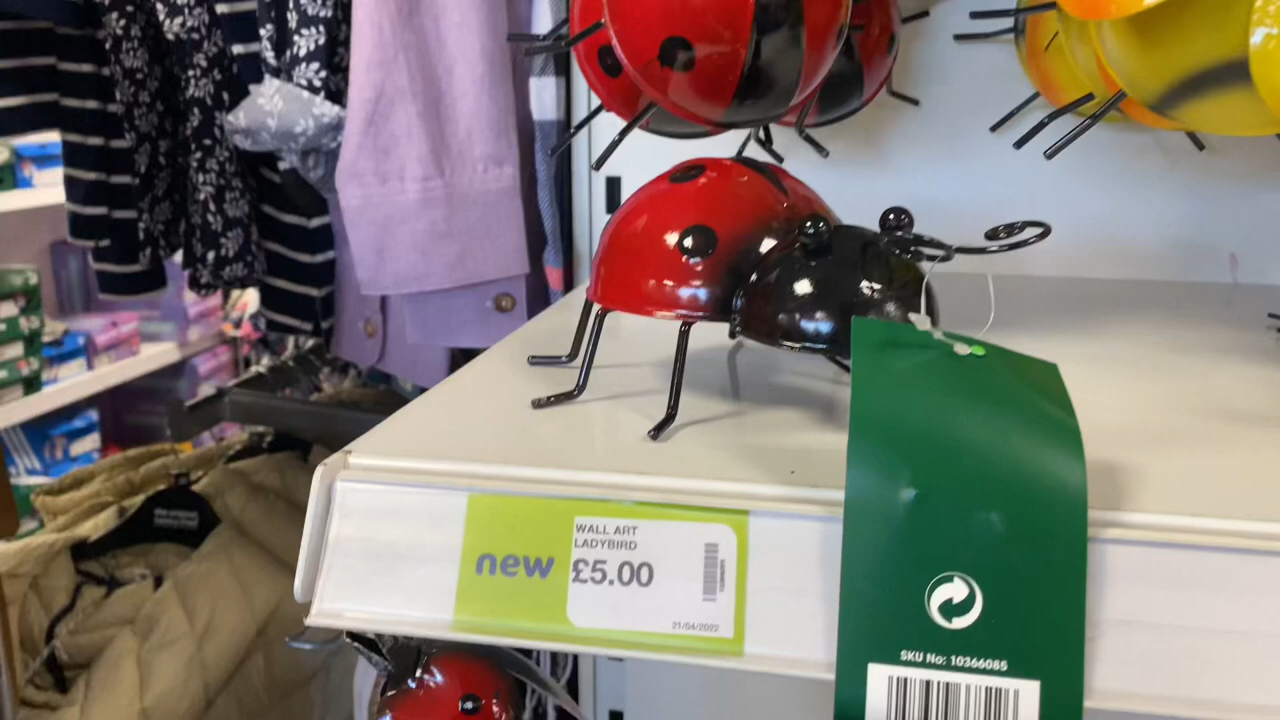 new
WALL ART
LADYBIRD
£5.00
21/04/2022
SKU No: 10366085